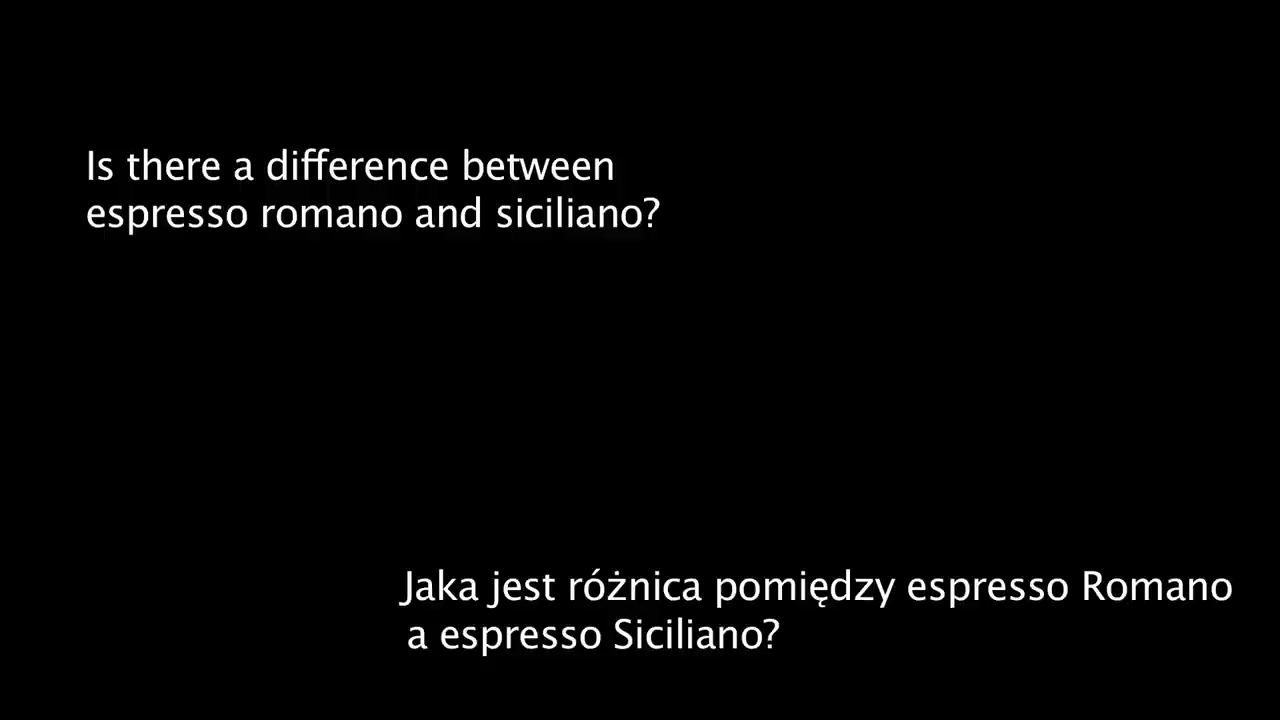 Is there a difference between
espresso romano and siciliano?
Jaka jest różnica pomiędzy espresso Romano
a espresso Siciliano?